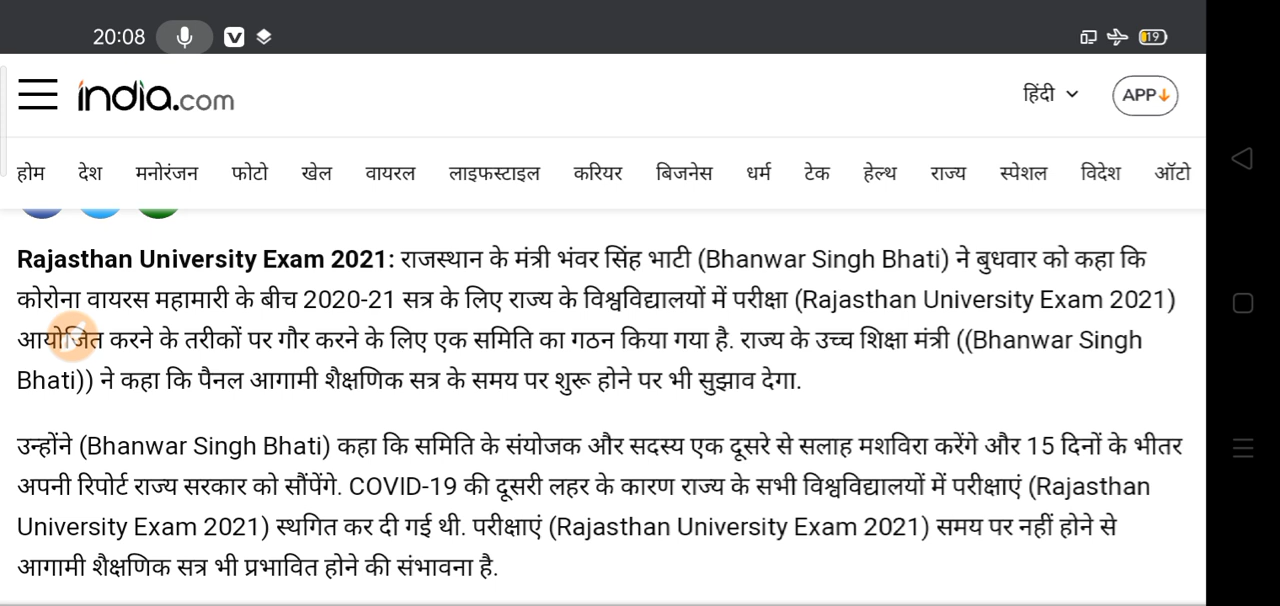 20:08
19
india.com
हिंदी
APP
होम देश मनोरंजन फोटो खेल वायरल लाइफस्टाइल करियर बिजनेस धर्म टेक हेल्थ राज्य स्पेशल विदेश ऑटो
Rajasthan University Exam 2021: राजस्थान के मंत्री भंवर सिंह भाटी (Bhanwar Singh Bhati) ने बुधवार को कहा कि
कोरोना वायरस महामारी के बीच 2020-21 सत्र के लिए राज्य के विश्वविद्यालयों में परीक्षा (Rajasthan University Exam 2021)
आयोजित करने के तरीकों पर गौर करने के लिए एक समिति का गठन किया गया है. राज्य के उच्च शिक्षा मंत्री ((Bhanwar Singh
Bhati)) ने कहा कि पैनल आगामी शैक्षणिक सत्र के समय पर शुरू होने पर भी सुझाव देगा.
उन्होंने (Bhanwar Singh Bhati) कहा कि समिति के संयोजक और सदस्य एक दूसरे से सलाह मशविरा करेंगे और 15 दिनों के भीतर
अपनी रिपोर्ट राज्य सरकार को सौंपेंगे. COVID-19 की दूसरी लहर के कारण राज्य के सभी विश्वविद्यालयों में परीक्षाएं (Rajasthan
University Exam 2021) स्थगित कर दी गई थी. परीक्षाएं (Rajasthan University Exam 2021) समय पर नहीं होने से
आगामी शैक्षणिक सत्र भी प्रभावित होने की संभावना है.